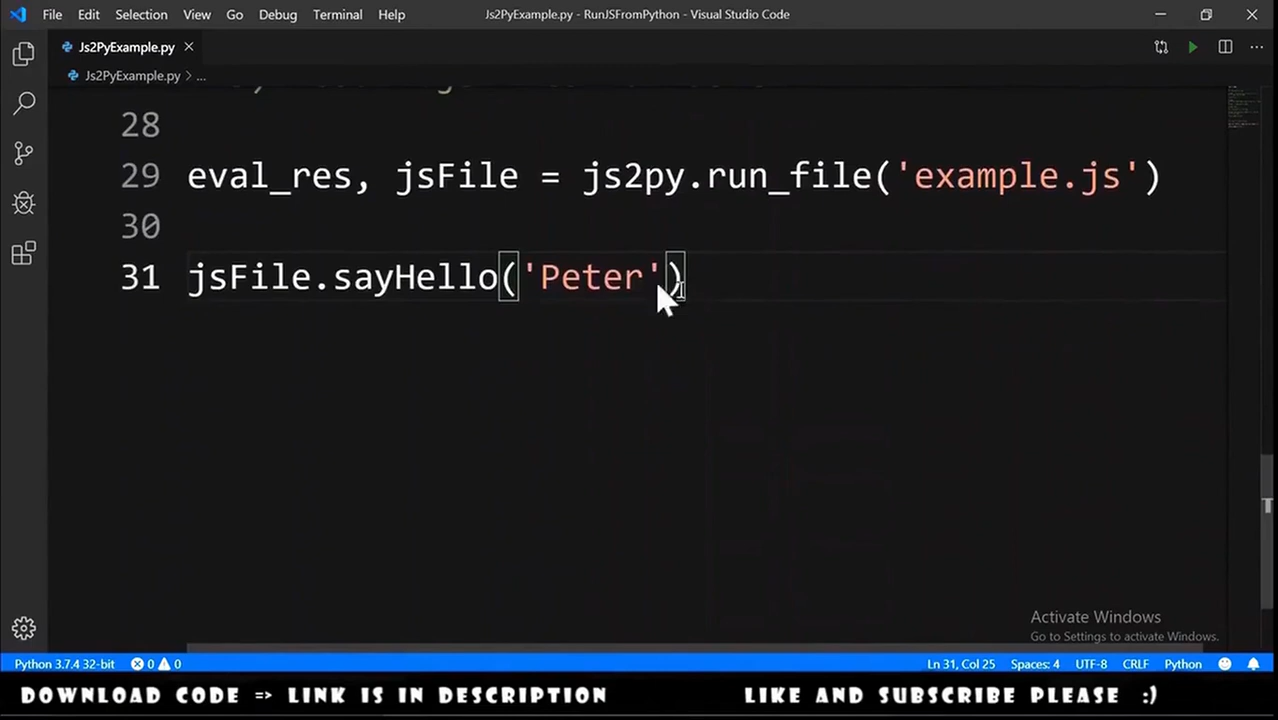 File Edit Selection View Go Debug Terminal Help Js2PyExample.py - RunJSFromPython - Visual Studio Code
Js2PyExample.py
Js2PyExample.py > ...
28
29 eval_res, jsFile = js2py.run_file('example.js')
30
31 jsFile.sayHello('Peter')
Activate Windows
Go to Settings to activate Windows.
Python 3.7.4 32-bit 0 0 Ln 31, Col 25 Spaces: 4 UTF-8 CRLF Python
DOWNLOAD CODE => LINK IS IN DESCRIPTION LIKE AND SUBSCRIBE PLEASE :)